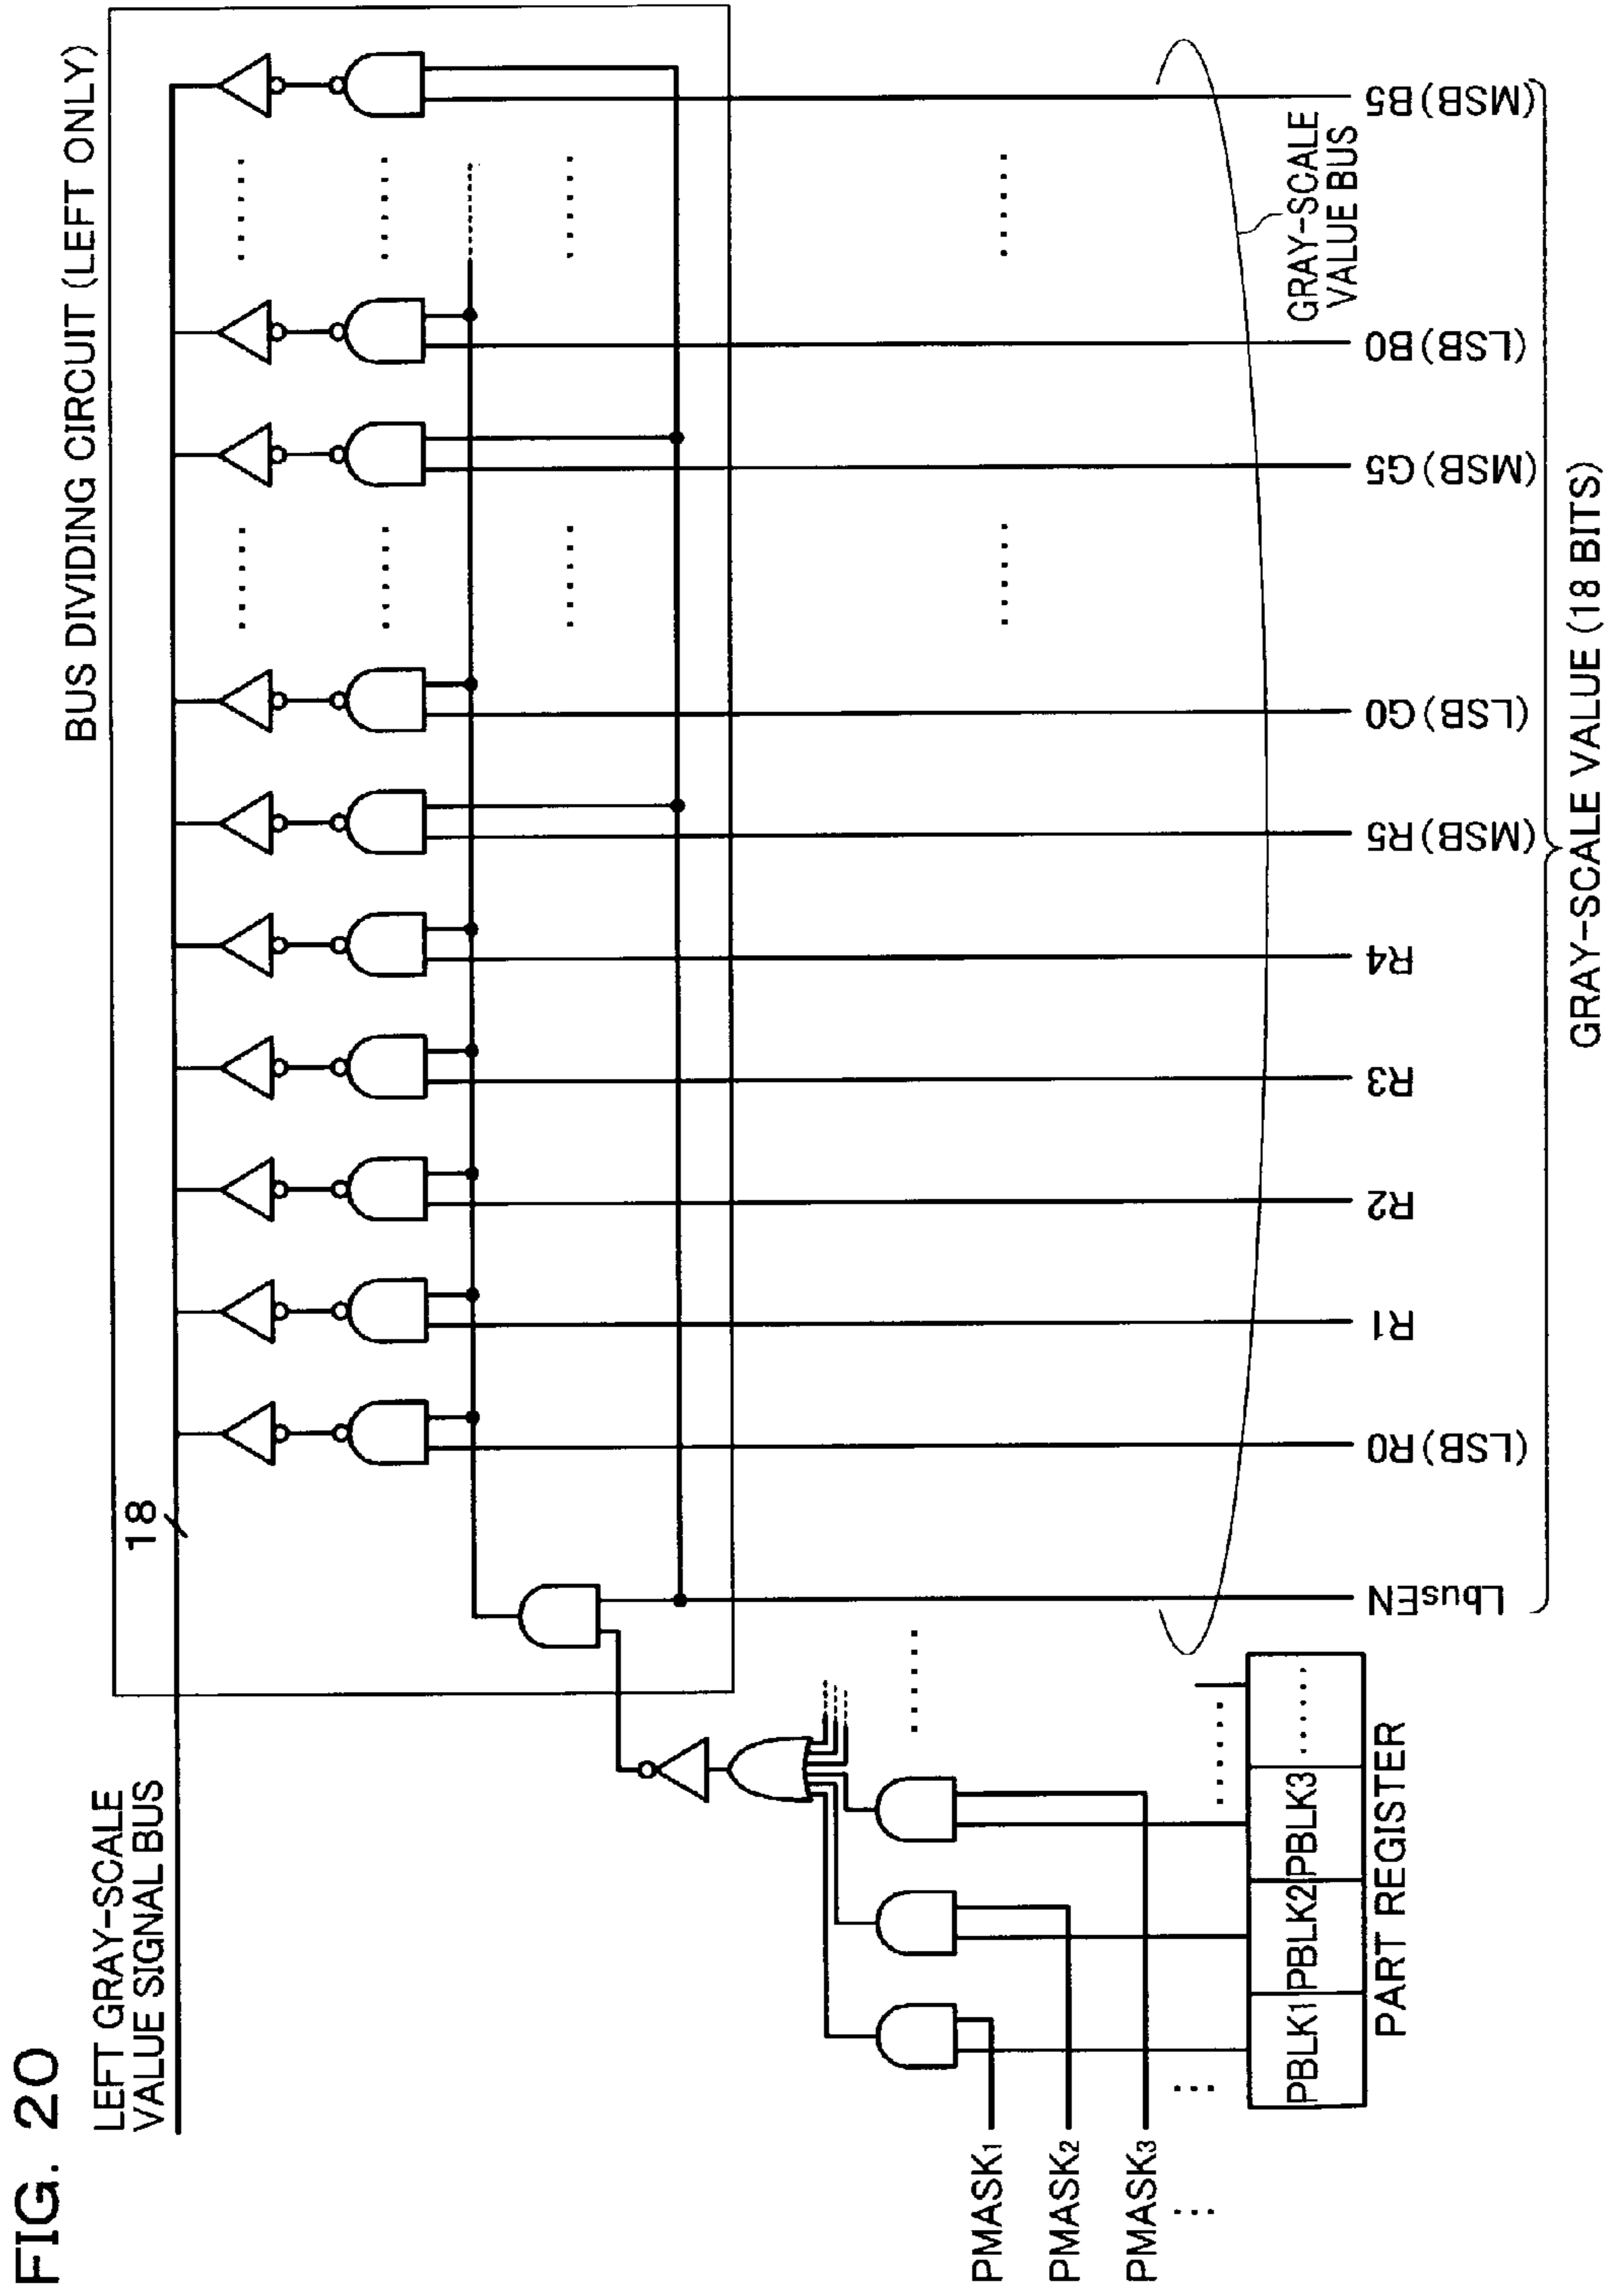 FIG. 20
LEFT GRAY-SCALE
VALUE SIGNAL BUS
18
BUS DIVIDING CIRCUIT (LEFT ONLY)
PMASK1
PMASK2
PMASK3
PBLK1
PBLK2
PBLK3
PART REGISTER
LbusEN
(LSB) R0
R1
R2
R3
R4
(MSB) R5
(LSB) G0
(MSB) G5
(LSB) B0
(MSB) B5
GRAY-SCALE
VALUE BUS
GRAY-SCALE VALUE (18 BITS)